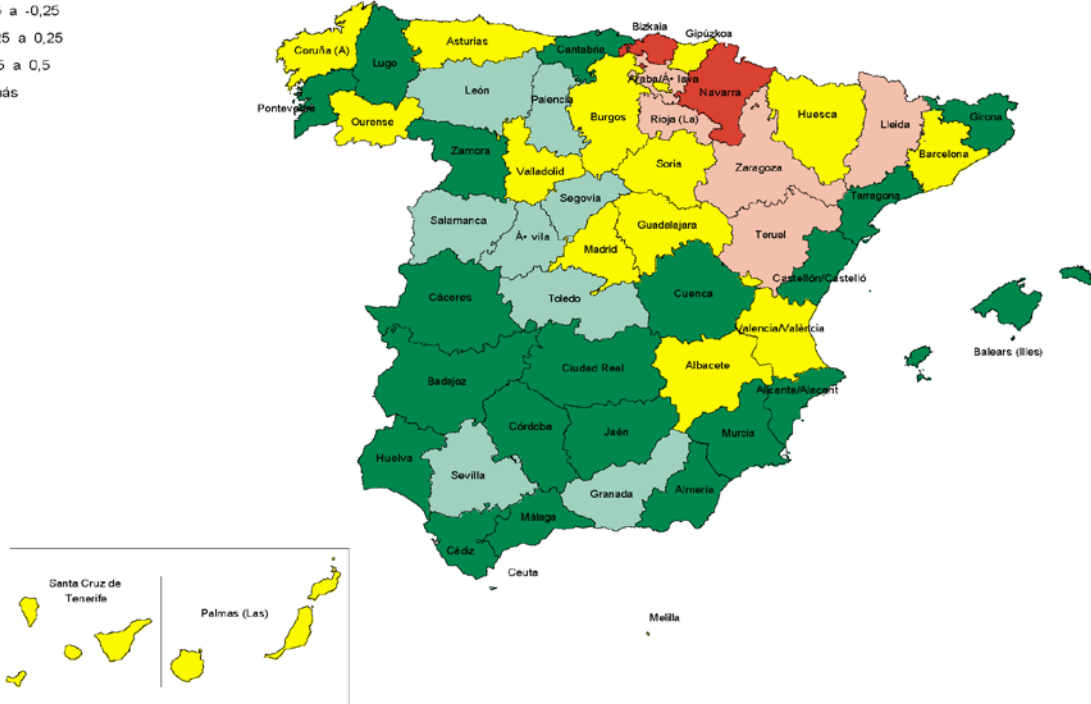 a -0,25
a 0,25
a 0,5
Bizkaia
Gipúzkoa
Coruña (A)
Asturias
Cantabria
Lugo
Araba/Á• lava
Navarra
León
Palencia
Burgos
Rioja (La)
Huesca
Lleida
Girona
Pontevedra
Ourense
Zamora
Valladolid
Soria
Zaragoza
Barcelona
Tarragona
Segovia
Salamanca
Á• vila
Madrid
Guadalajara
Teruel
Castellón/Castelló
Cáceres
Toledo
Cuenca
Valencia/València
Balears (Illes)
Badajoz
Ciudad Real
Albacete
Alicante/Alacant
Córdoba
Jaén
Murcia
Huelva
Sevilla
Granada
Almería
Málaga
Cádiz
Ceuta
Santa Cruz de
Tenerife
Palmas (Las)
Melilla